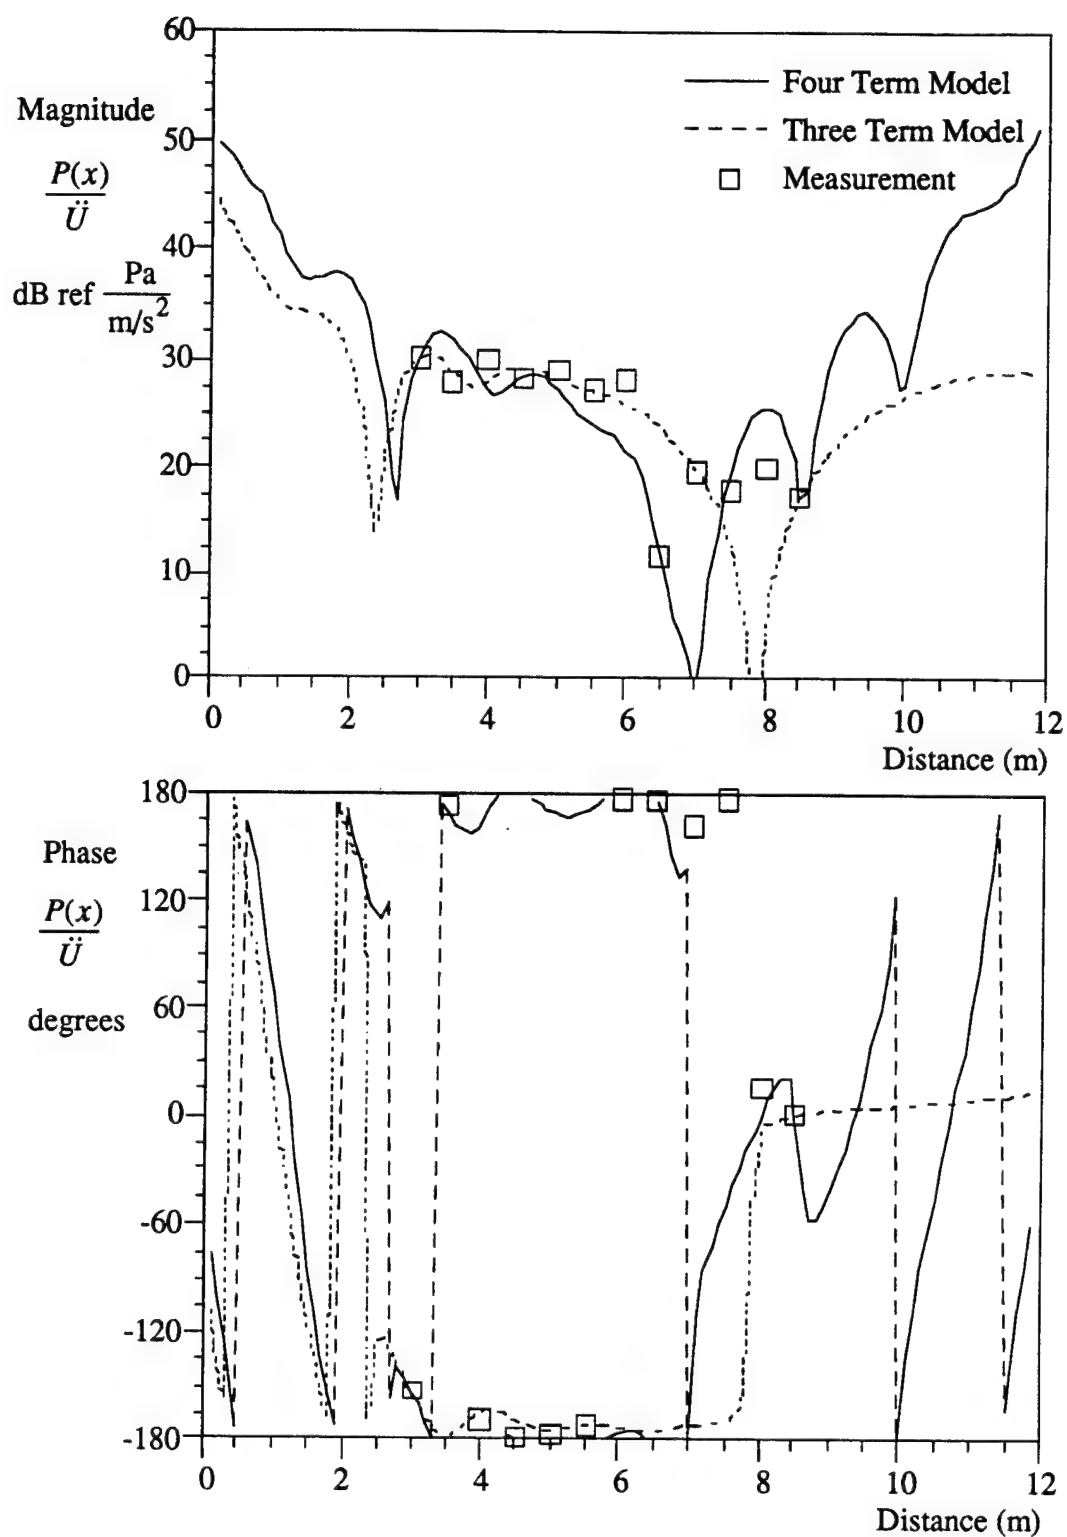 60
Four Term Model
Magnitude
Three Term Model
50
P(x)
Measurement
Ü
40
dB ref Pa
m/s²
30
20
10
0
0 2 4 6 8 10 12
Distance (m)
180
Phase
120
P(x)
Ü
60
degrees
0
-60
-120
-180
0 2 4 6 8 10 12
Distance (m)